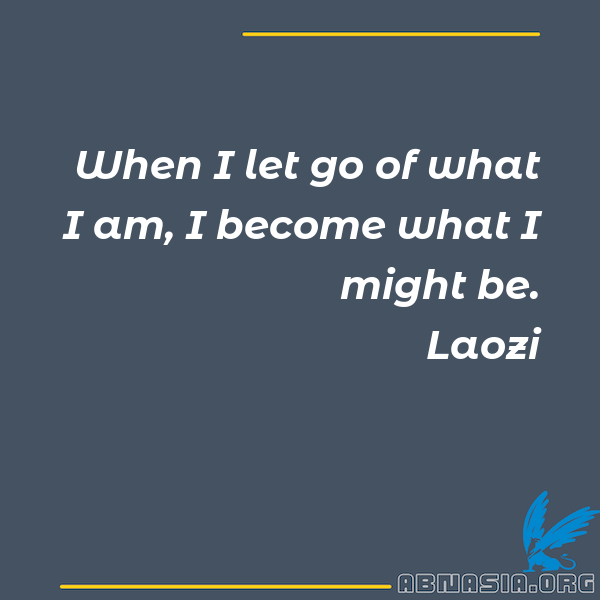 When I let go of what
I am, I become what I
might be.
Laozi
ABNASIA.ORG